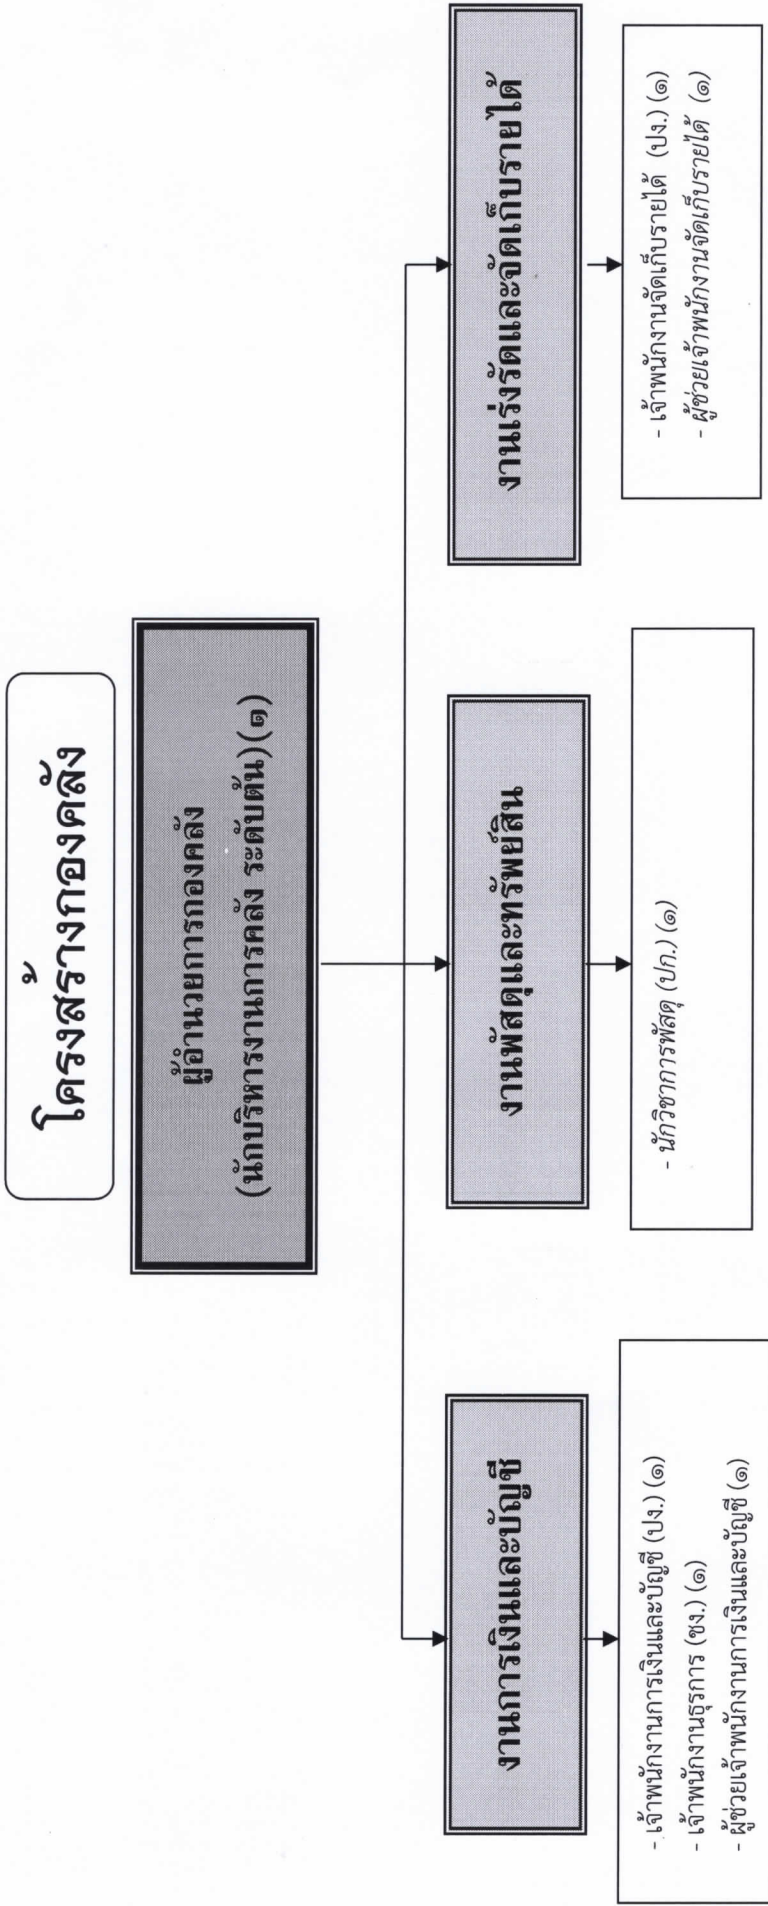 โครงสร้างกองคลัง
ผู้อำนวยการกองคลัง
(นักบริหารงานการคลัง ระดับต้น)(๑)
งานการเงินและบัญชี
- เจ้าพนักงานการเงินและบัญชี (ปง.) (๑)
- เจ้าพนักงานธุรการ (ชง.) (๑)
- ผู้ช่วยเจ้าพนักงานการเงินและบัญชี (๑)
งานพัสดุและทรัพย์สิน
- นักวิชาการพัสดุ (ปก.) (๑)
งานเร่งรัดและจัดเก็บรายได้
- เจ้าพนักงานจัดเก็บรายได้ (ปง.) (๑)
- ผู้ช่วยเจ้าพนักงานจัดเก็บรายได้ (๑)